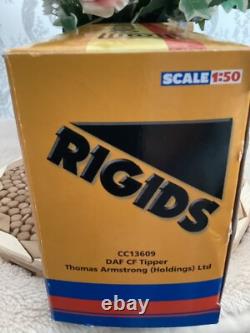 SCALE 1:50
RIGIDS
CC13609
DAF CF Tipper
Thomas Armstrong (Holdings) Ltd